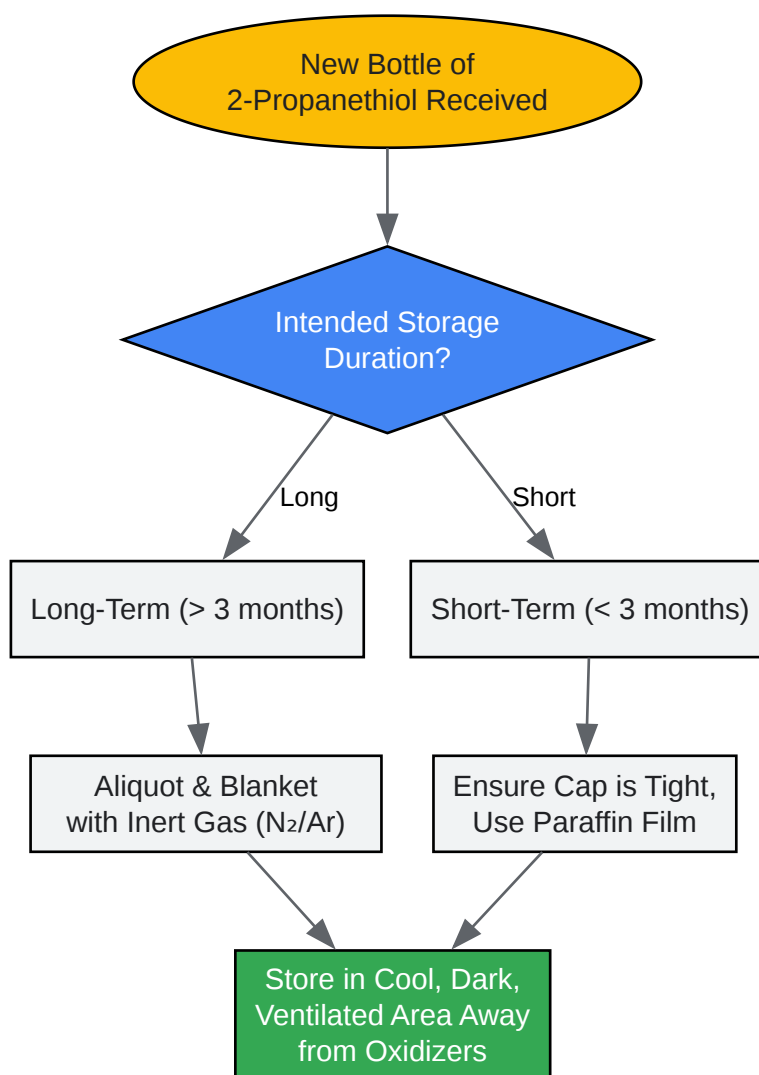 New Bottle of
2-Propanethiol Received
Intended Storage
Duration?
Long
Short
Long-Term (> 3 months)
Short-Term (< 3 months)
Aliquot & Blanket
with Inert Gas (N₂/Ar)
Ensure Cap is Tight,
Use Paraffin Film
Store in Cool, Dark,
Ventilated Area Away
from Oxidizers